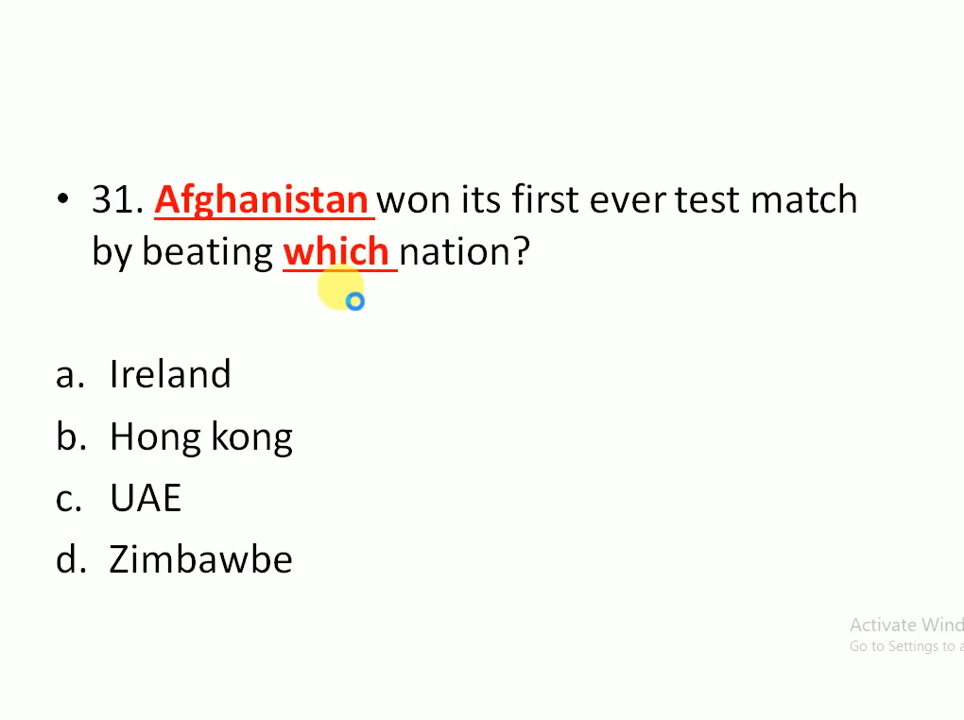 • 31. Afghanistan won its first ever test match
by beating which nation?
a. Ireland
b. Hong kong
c. UAE
d. Zimbawbe
Activate Wind
Go to Settings to a